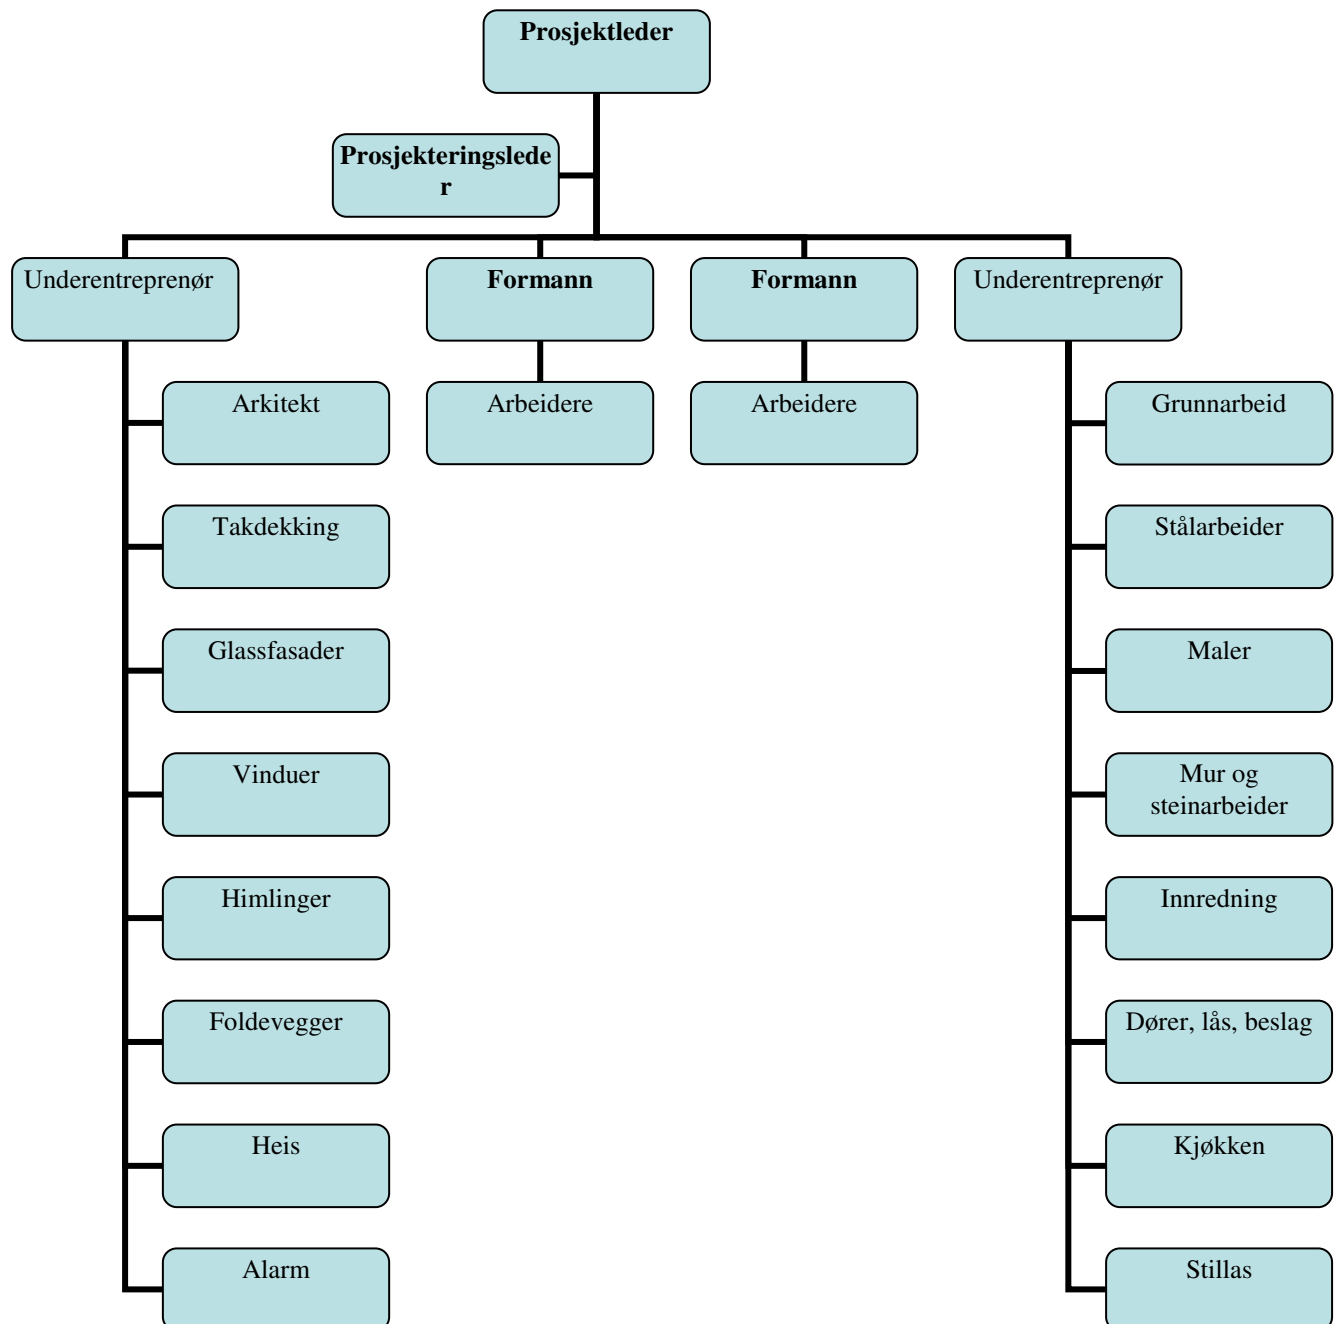 Prosjektleder
Prosjekteringslede
r
Underentreprenør
Formann
Formann
Underentreprenør
Arkitekt
Arbeidere
Arbeidere
Grunnarbeid
Takdekking
Stålarbeider
Glassfasader
Maler
Vinduer
Mur og
steinarbeider
Himlinger
Innredning
Foldevegger
Dører, lås, beslag
Heis
Kjøkken
Alarm
Stillas